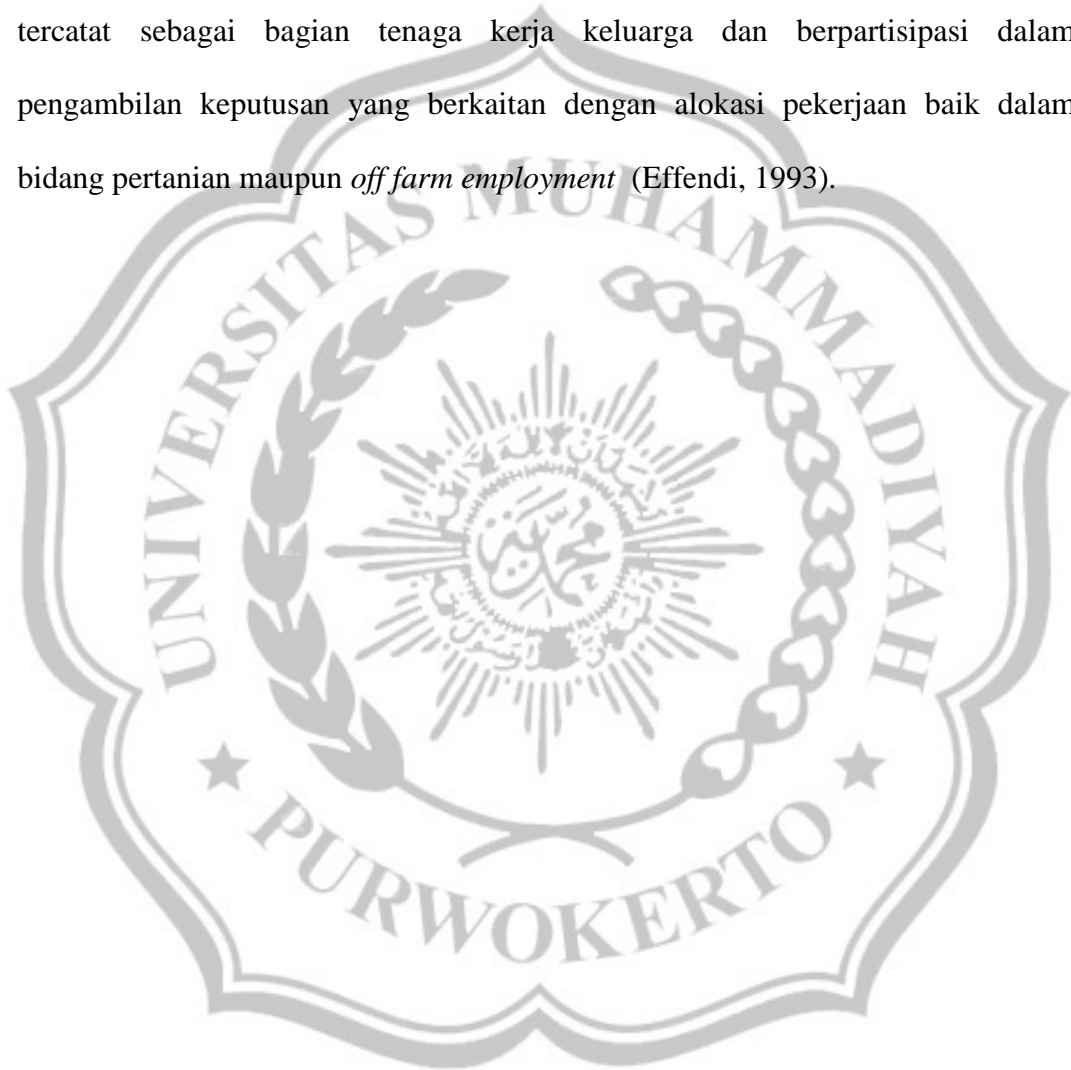 tercatat sebagai bagian tenaga kerja keluarga dan berpartisipasi dalam
pengambilan keputusan yang berkaitan dengan alokasi pekerjaan baik dalam
bidang pertanian maupun off farm employment (Effendi, 1993).
UNIVERSITAS MUHAMMADIYAH
PURWOKERTO
محمد